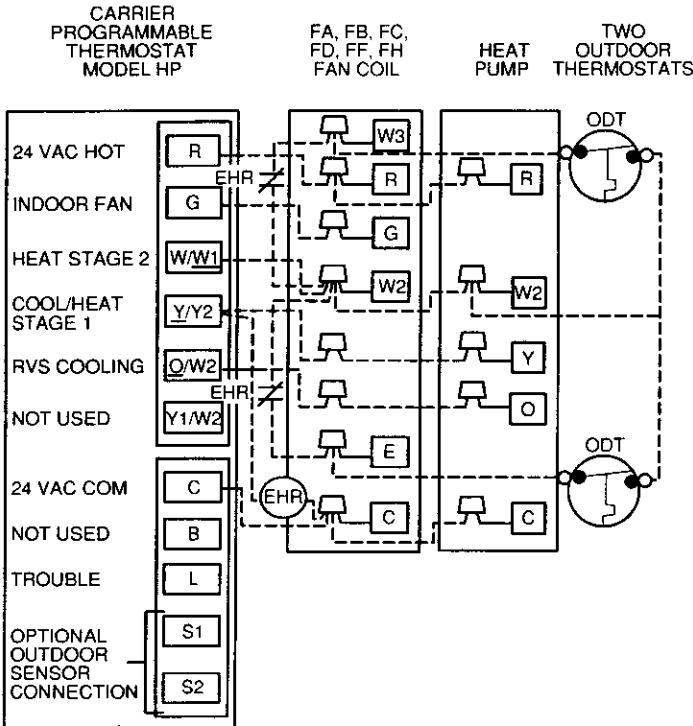 CARRIER
PROGRAMMABLE
THERMOSTAT
MODEL HP
FA, FB, FC,
FD, FF, FH
FAN COIL
HEAT
PUMP
TWO
OUTDOOR
THERMOSTATS
24 VAC HOT
R
INDOOR FAN
G
HEAT STAGE 2
W/W1
COOL/HEAT
STAGE 1
Y/Y2
RVS COOLING
O/W2
NOT USED
Y1/W2
24 VAC COM
C
NOT USED
B
TROUBLE
L
OPTIONAL
OUTDOOR
SENSOR
CONNECTION
S1
S2
EHR
EHR
EHR
W3
R
G
W2
E
C
R
W2
Y
O
C
ODT
ODT